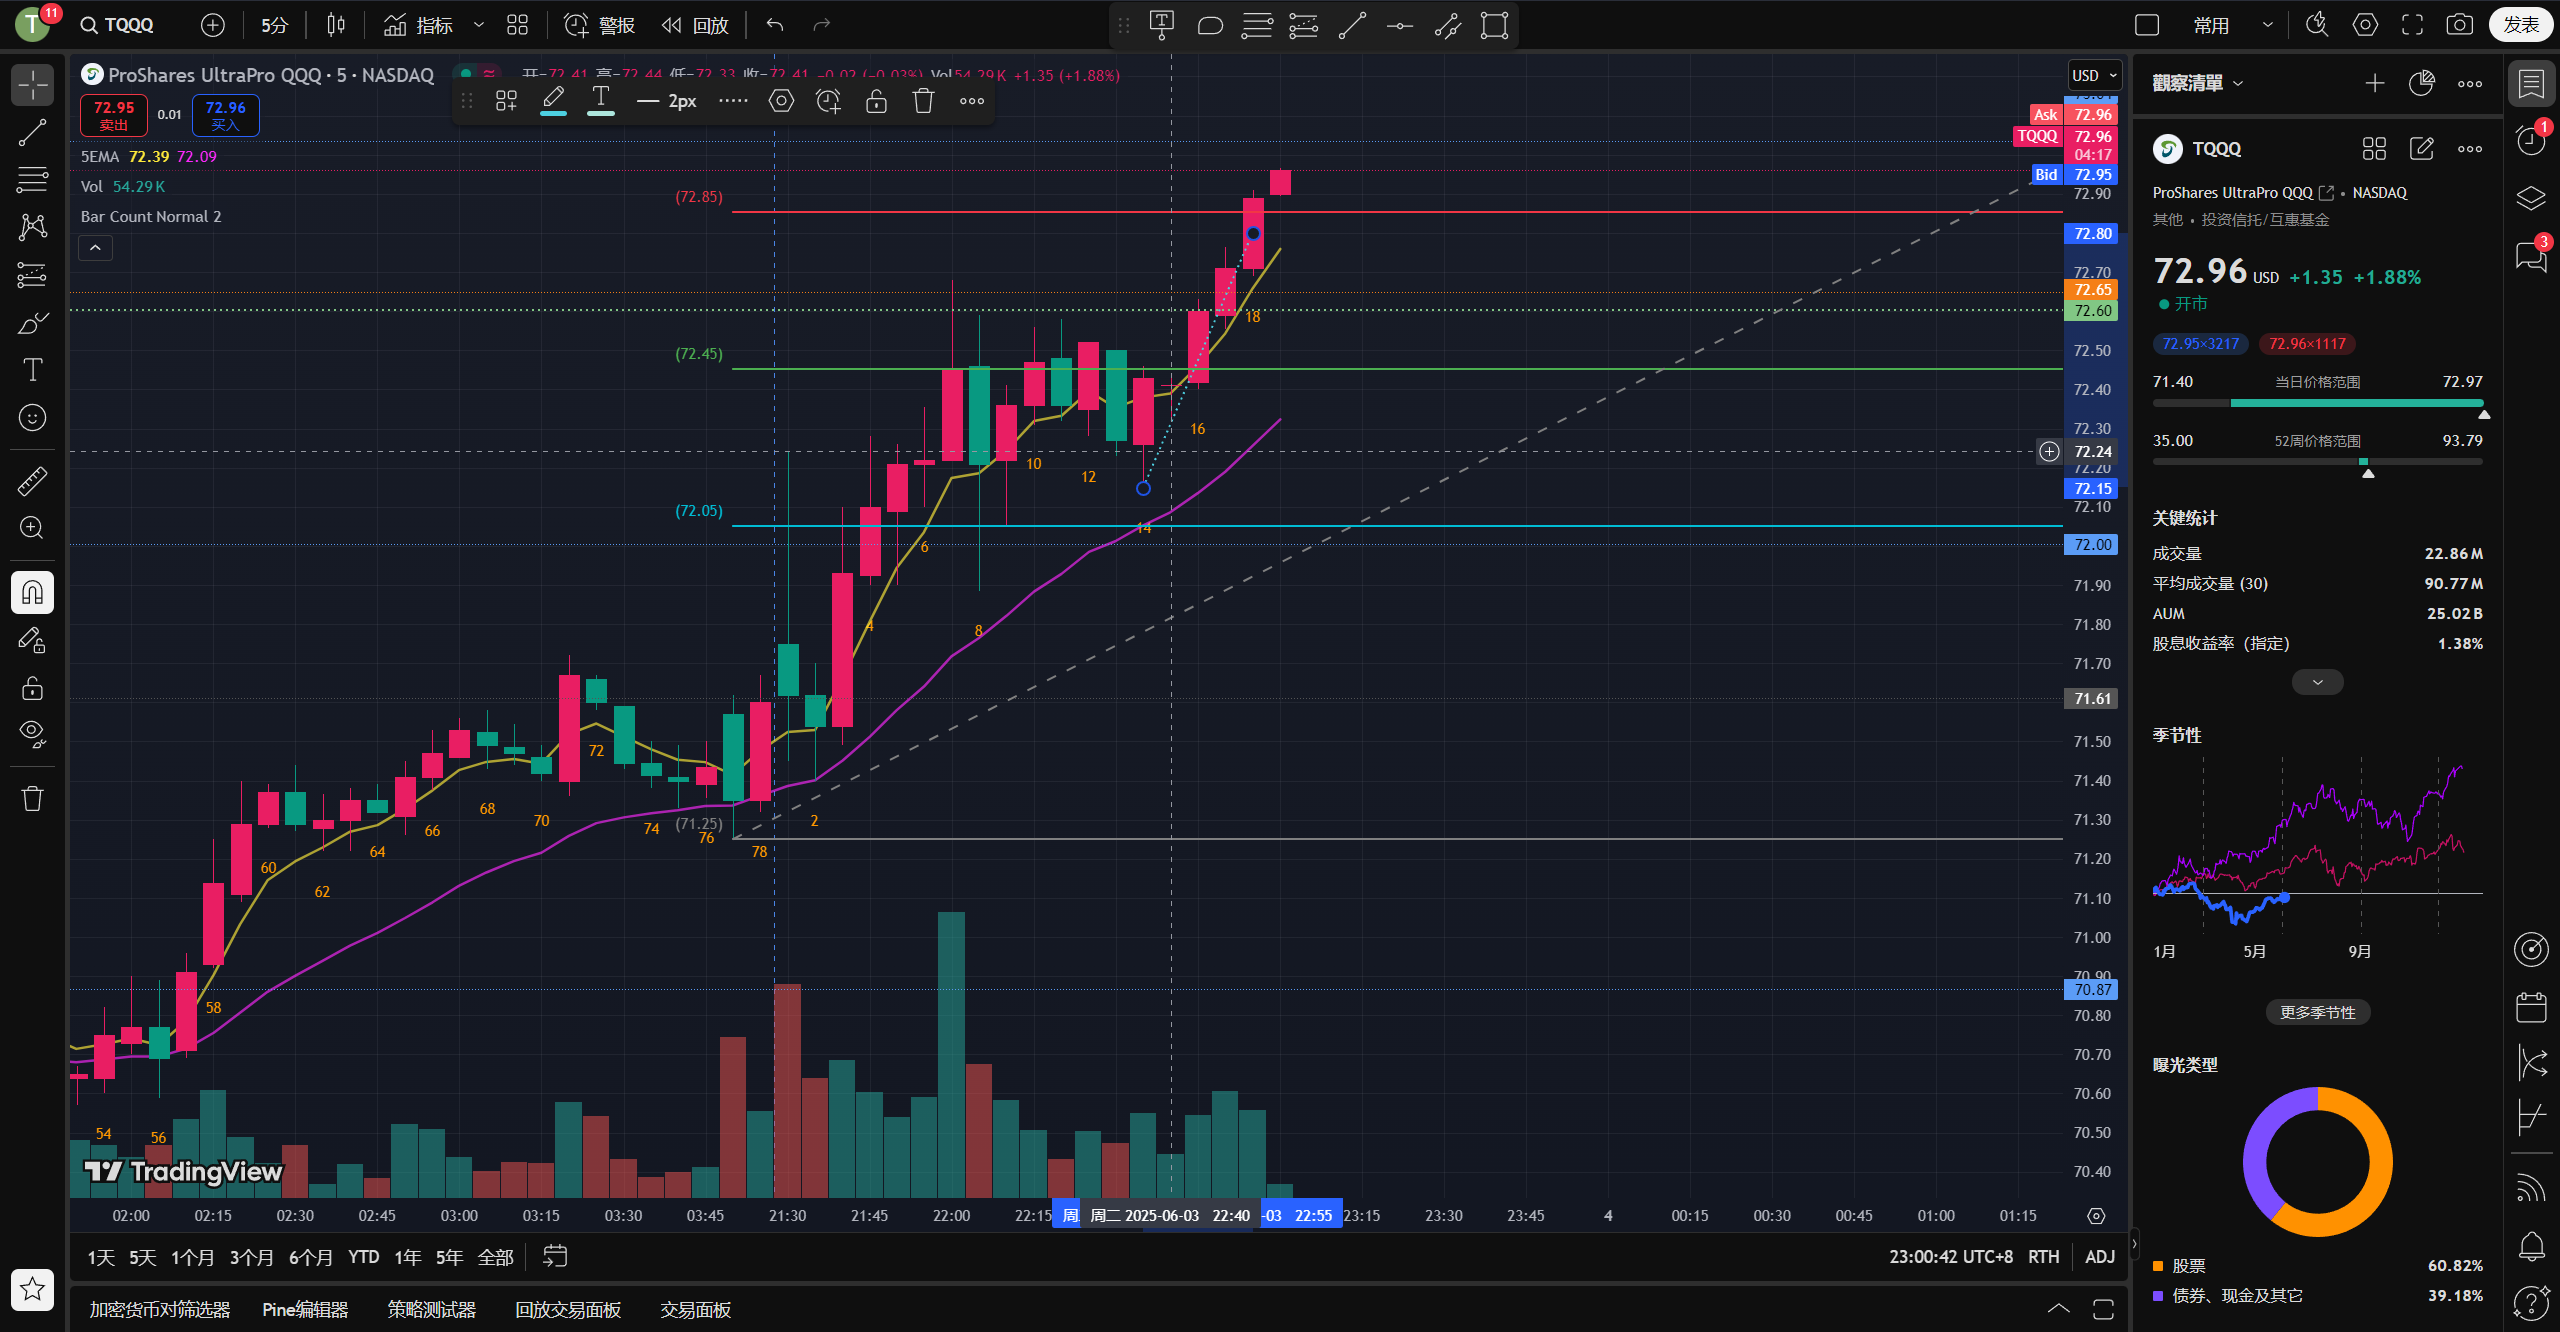 T
11
TQQQ
5分
指标
警报
回放
常用
发表
ProShares UltraPro QQQ · 5 · NASDAQ
开=72.41 高=72.44 低=72.33 收=72.41 −0.02 (−0.03%) Vol54.29 K +1.35 (+1.88%)
72.95
卖出
0.01
72.96
买入
2px
5EMA 72.39 72.09
Vol 54.29 K
Bar Count Normal 2
(72.85)
(72.45)
(72.05)
(71.25)
54
56
58
60
62
64
66
68
70
72
74
76
78
2
4
6
8
10
12
14
16
18
TradingView
USD
Ask 72.96
TQQQ 72.96
04:17
Bid 72.95
72.90
72.80
72.70
72.65
72.60
72.50
72.40
72.30
72.24
72.20
72.15
72.10
72.00
71.90
71.80
71.70
71.61
71.50
71.40
71.30
71.20
71.10
71.00
70.90
70.87
70.80
70.70
70.60
70.50
70.40
02:00 02:15 02:30 02:45 03:00 03:15 03:30 03:45 21:30 21:45 22:00 22:15 周二 2025-06-03 22:40 -03 22:55 23:15 23:30 23:45 4 00:15 00:30 00:45 01:00 01:15
1天 5天 1个月 3个月 6个月 YTD 1年 5年 全部
23:00:42 UTC+8 RTH ADJ
加密货币对筛选器 Pine编辑器 策略测试器 回放交易面板 交易面板
觀察清單
TQQQ
ProShares UltraPro QQQ • NASDAQ
其他 • 投资信托/互惠基金
72.96 USD +1.35 +1.88%
开市
72.95×3217 72.96×1117
71.40 当日价格范围 72.97
35.00 52周价格范围 93.79
关键统计
成交量 22.86 M
平均成交量 (30) 90.77 M
AUM 25.02 B
股息收益率（指定） 1.38%
季节性
1月 5月 9月
更多季节性
曝光类型
股票 60.82%
债券、现金及其它 39.18%
1
3